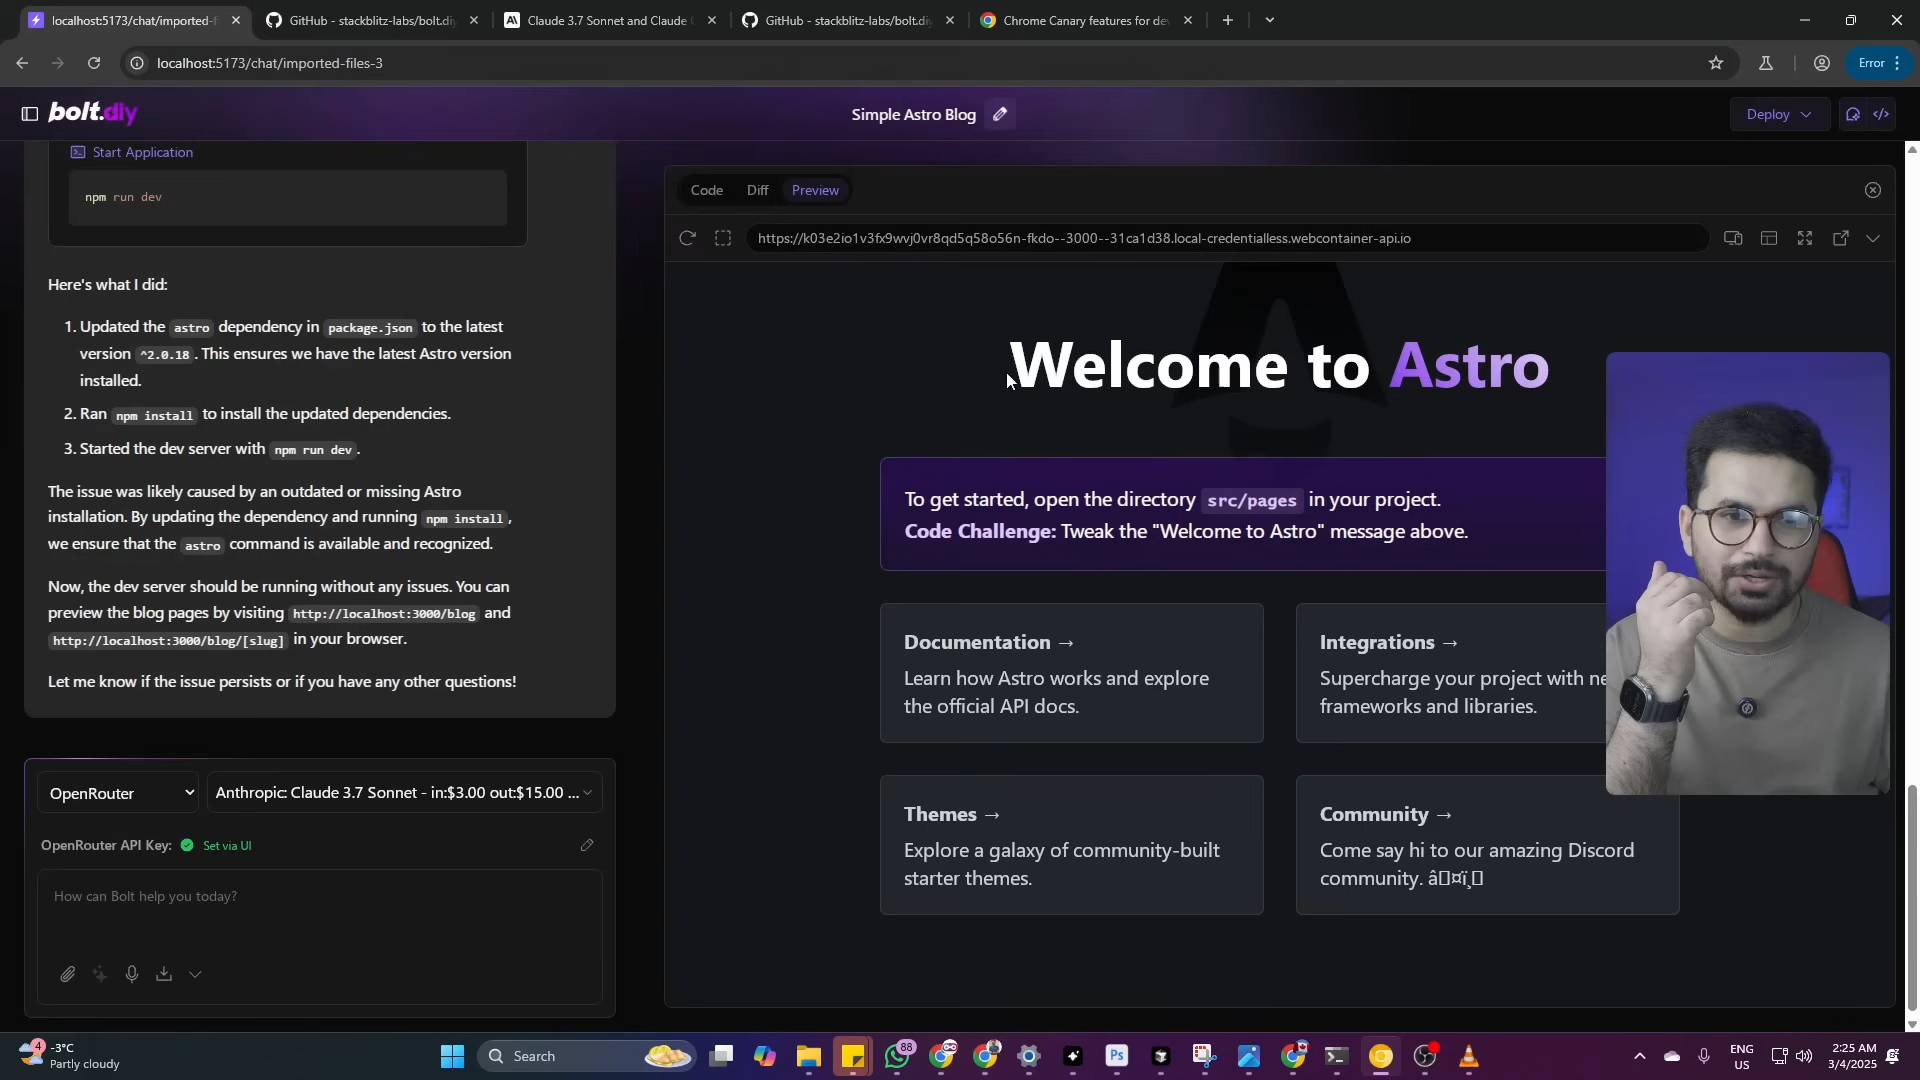 localhost:5173/chat/imported-f
GitHub - stackblitz-labs/bolt.diy
Claude 3.7 Sonnet and Claude
GitHub - stackblitz-labs/bolt.diy
Chrome Canary features for de
localhost:5173/chat/imported-files-3
Error
bolt.diy
Simple Astro Blog
Deploy
Start Application
npm run dev
Here's what I did:
1. Updated the astro dependency in package.json to the latest
version ^2.0.18. This ensures we have the latest Astro version
installed.
2. Ran npm install to install the updated dependencies.
3. Started the dev server with npm run dev.
The issue was likely caused by an outdated or missing Astro
installation. By updating the dependency and running npm install,
we ensure that the astro command is available and recognized.
Now, the dev server should be running without any issues. You can
preview the blog pages by visiting http://localhost:3000/blog and
http://localhost:3000/blog/[slug] in your browser.
Let me know if the issue persists or if you have any other questions!
OpenRouter
Anthropic: Claude 3.7 Sonnet - in:$3.00 out:$15.00 ...
OpenRouter API Key: Set via UI
How can Bolt help you today?
Code Diff Preview
https://k03e2io1v3fx9wvj0vr8qd5q58o56n-fkdo--3000--31ca1d38.local-credentialless.webcontainer-api.io
Welcome to Astro
To get started, open the directory src/pages in your project.
Code Challenge: Tweak the "Welcome to Astro" message above.
Documentation →
Learn how Astro works and explore
the official API docs.
Integrations →
Supercharge your project with ne
frameworks and libraries.
Themes →
Explore a galaxy of community-built
starter themes.
Community →
Come say hi to our amazing Discord
community.
4
-3°C
Partly cloudy
Search
88
Ps
ENG
US
2:25 AM
3/4/2025